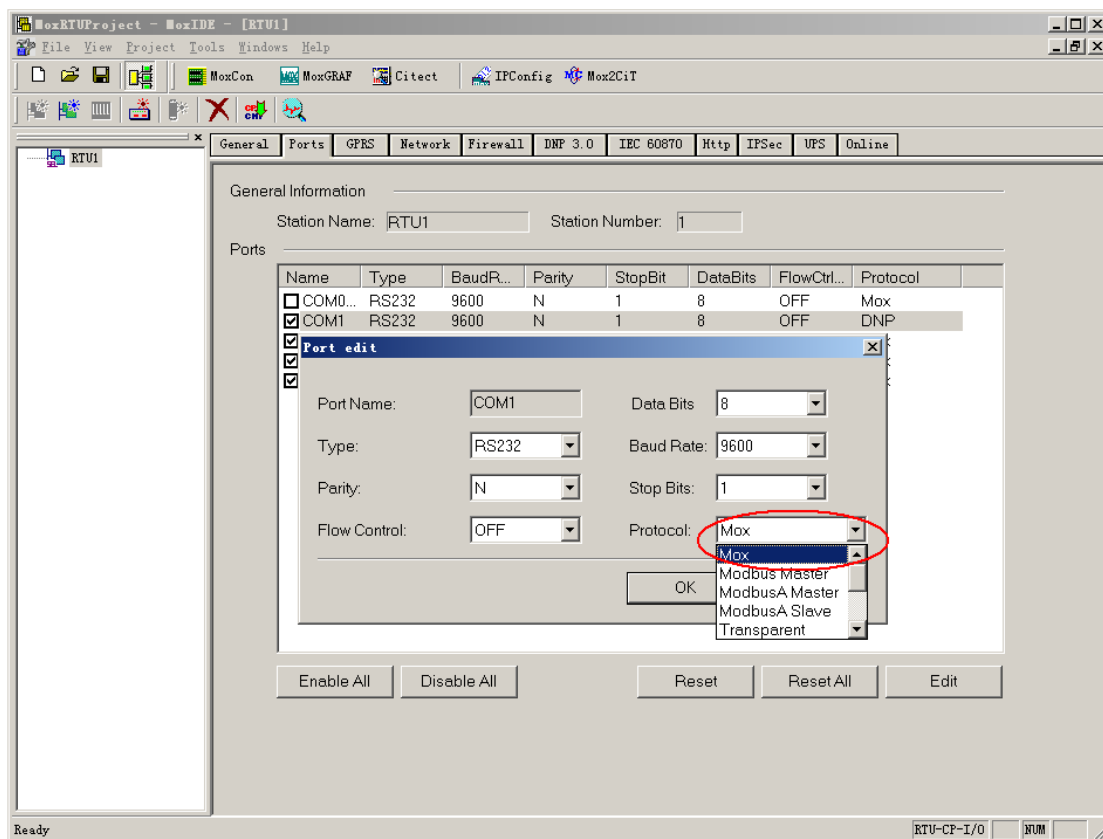 MoxRTUProject - MoxIDE - [RTU1]
File View Project Tools Windows Help
MoxCon MoxGRAF Citect IPConfig Mox2CiT
RTU1
General Ports GPRS Network Firewall DNP 3.0 IEC 60870 Http IPSec UPS Online
General Information
Station Name: RTU1 Station Number: 1
Ports
Name Type BaudR... Parity StopBit DataBits FlowCtrl... Protocol
COM0... RS232 9600 N 1 8 OFF Mox
COM1 RS232 9600 N 1 8 OFF DNP
Port edit
Port Name: COM1 Data Bits 8
Type: RS232 Baud Rate: 9600
Parity: N Stop Bits: 1
Flow Control: OFF Protocol: Mox
Mox
Modbus Master
ModbusA Master
ModbusA Slave
Transparent
OK
Enable All Disable All Reset Reset All Edit
Ready RTU-CP-I/O NUM